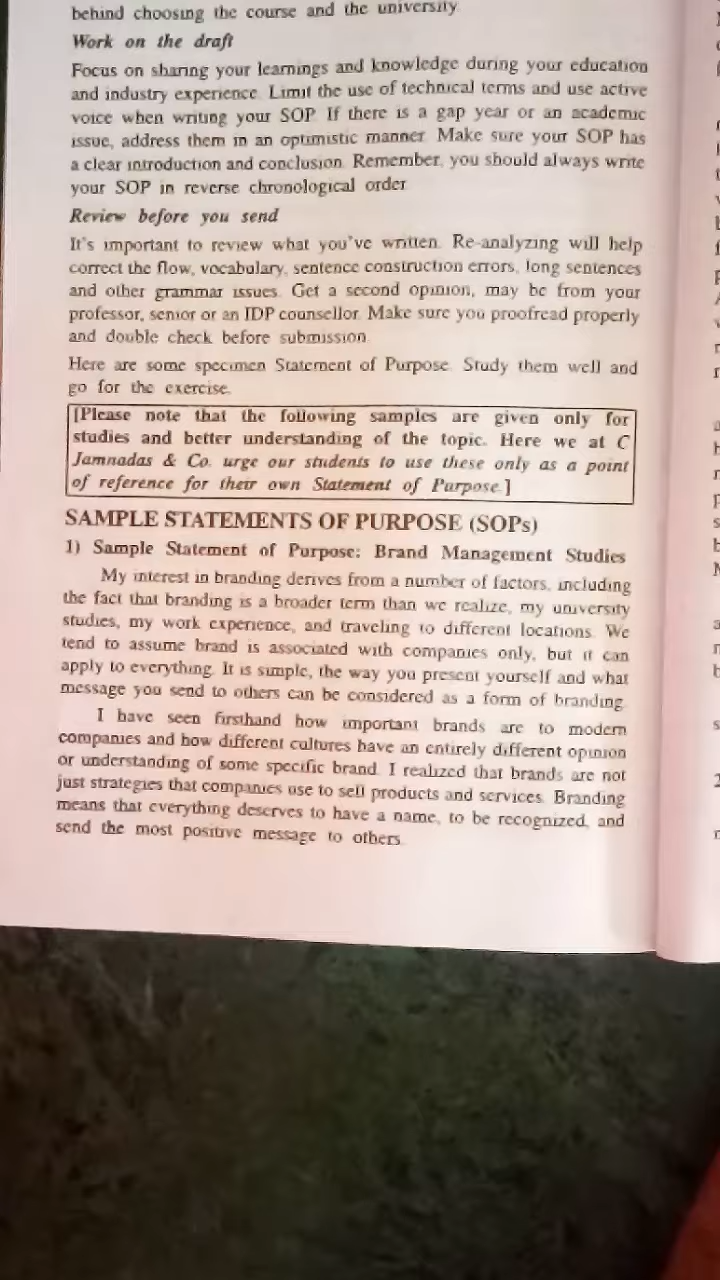 behind choosing the course and the university
Work on the draft
Focus on sharing your learnings and knowledge during your education
and industry experience. Limit the use of technical terms and use active
voice when writing your SOP. If there is a gap year or an academic
issue, address them in an optimistic manner. Make sure your SOP has
a clear introduction and conclusion. Remember, you should always write
your SOP in reverse chronological order.
Review before you send
It's important to review what you've written. Re-analyzing will help
correct the flow, vocabulary, sentence construction errors, long sentences
and other grammar issues. Get a second opinion, may be from your
professor, senior or an IDP counsellor. Make sure you proofread properly
and double check before submission.
Here are some specimen Statement of Purpose. Study them well and
go for the exercise.
[Please note that the following samples are given only for
studies and better understanding of the topic. Here we at C
Jamnadas & Co. urge our students to use these only as a point
of reference for their own Statement of Purpose.]
SAMPLE STATEMENTS OF PURPOSE (SOPs)
1) Sample Statement of Purpose: Brand Management Studies
My interest in branding derives from a number of factors, including
the fact that branding is a broader term than we realize, my university
studies, my work experience, and traveling to different locations. We
tend to assume brand is associated with companies only, but it can
apply to everything. It is simple, the way you present yourself and what
message you send to others can be considered as a form of branding.
I have seen firsthand how important brands are to modern
companies and how different cultures have an entirely different opinion
or understanding of some specific brand. I realized that brands are not
just strategies that companies use to sell products and services. Branding
means that everything deserves to have a name, to be recognized, and
send the most positive message to others.